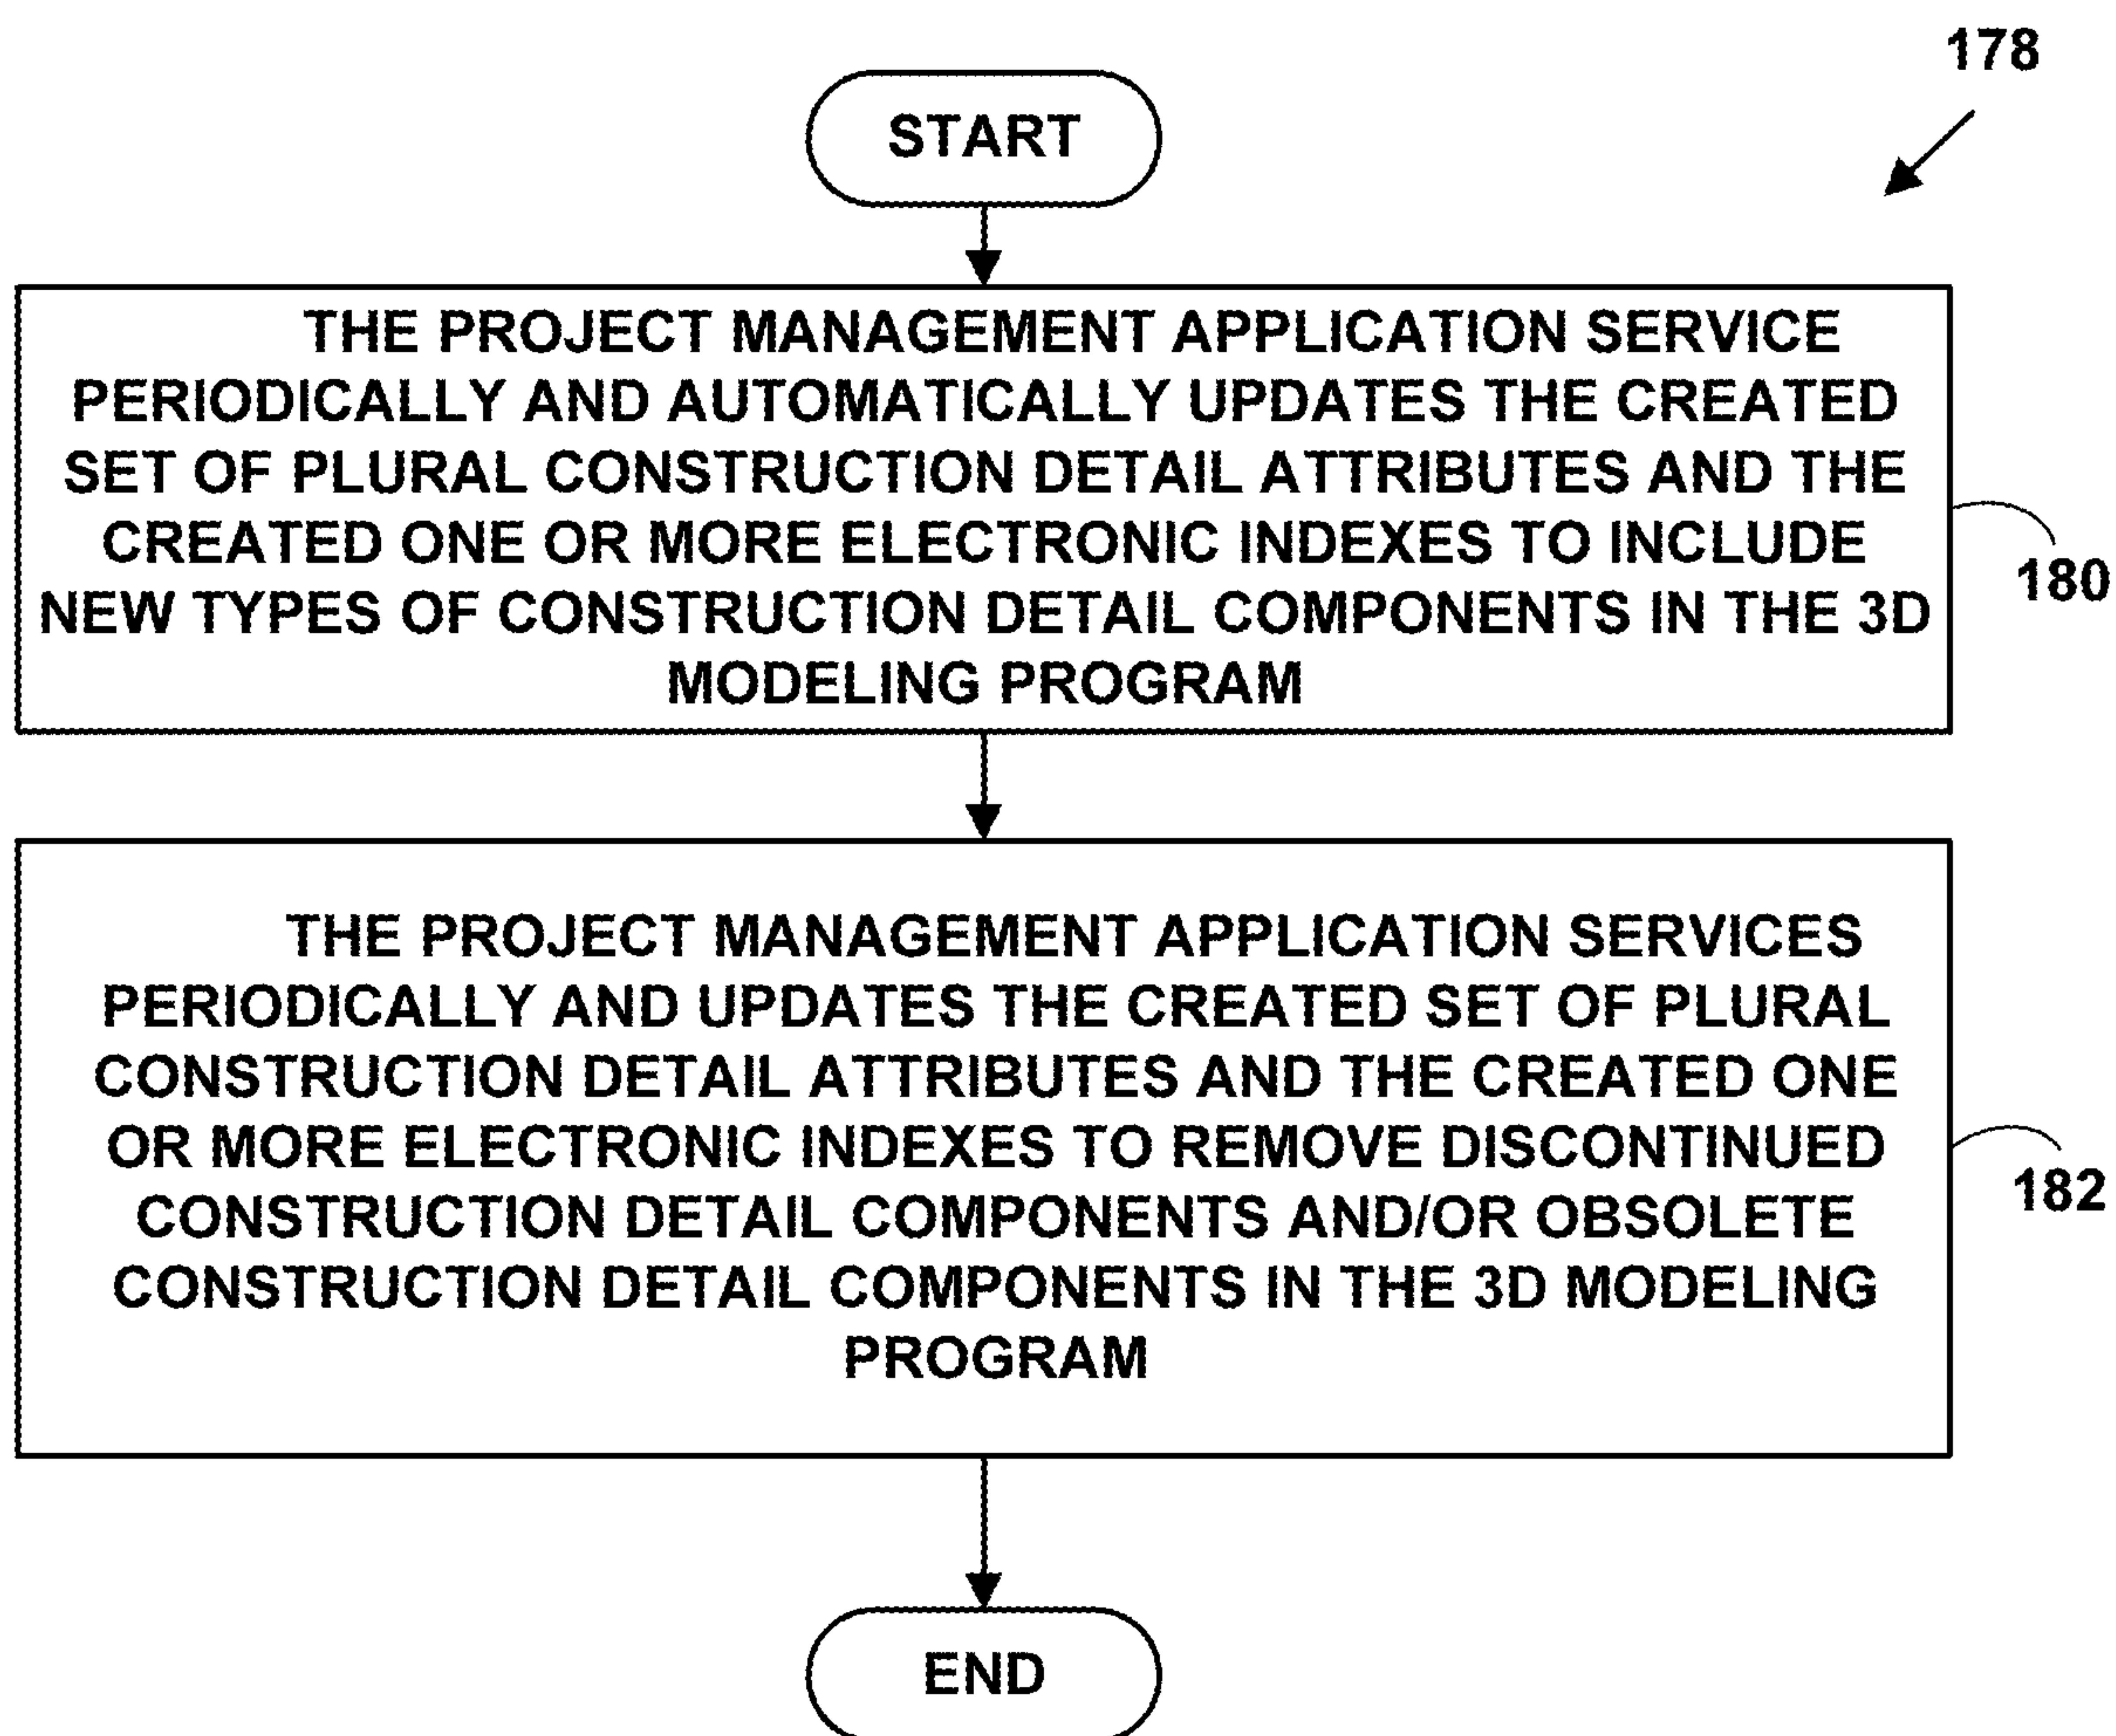 178
START
THE PROJECT MANAGEMENT APPLICATION SERVICE
PERIODICALLY AND AUTOMATICALLY UPDATES THE CREATED
SET OF PLURAL CONSTRUCTION DETAIL ATTRIBUTES AND THE
CREATED ONE OR MORE ELECTRONIC INDEXES TO INCLUDE
NEW TYPES OF CONSTRUCTION DETAIL COMPONENTS IN THE 3D
MODELING PROGRAM
180
THE PROJECT MANAGEMENT APPLICATION SERVICES
PERIODICALLY AND UPDATES THE CREATED SET OF PLURAL
CONSTRUCTION DETAIL ATTRIBUTES AND THE CREATED ONE
OR MORE ELECTRONIC INDEXES TO REMOVE DISCONTINUED
CONSTRUCTION DETAIL COMPONENTS AND/OR OBSOLETE
CONSTRUCTION DETAIL COMPONENTS IN THE 3D MODELING
PROGRAM
182
END